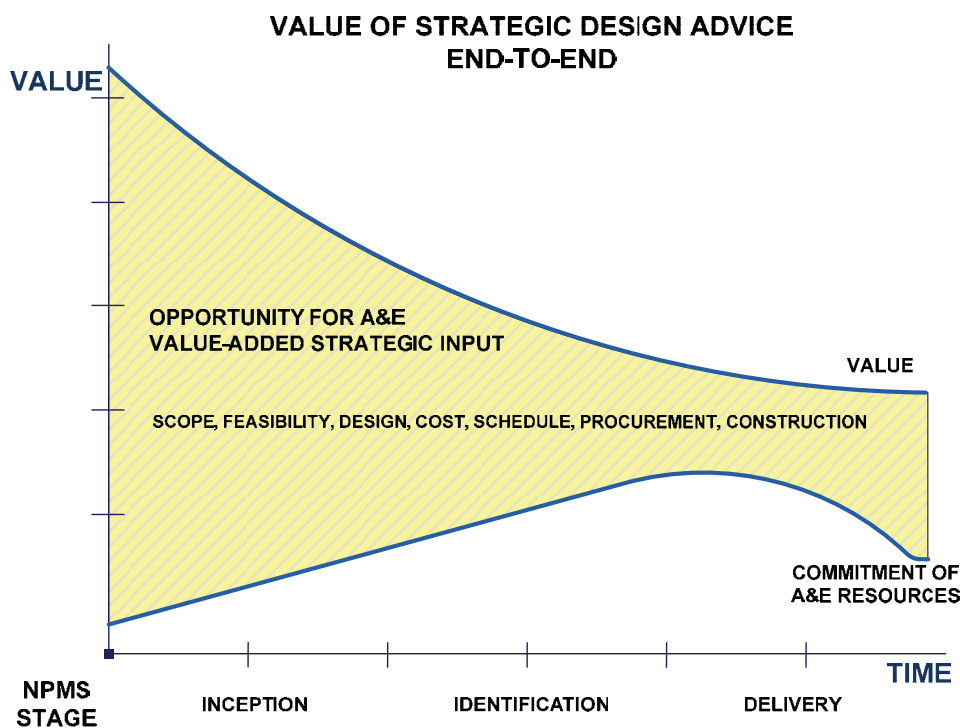 VALUE OF STRATEGIC DESIGN ADVICE
END-TO-END
VALUE
OPPORTUNITY FOR A&E
VALUE-ADDED STRATEGIC INPUT
VALUE
SCOPE, FEASIBILITY, DESIGN, COST, SCHEDULE, PROCUREMENT, CONSTRUCTION
COMMITMENT OF
A&E RESOURCES
TIME
NPMS
STAGE
INCEPTION
IDENTIFICATION
DELIVERY